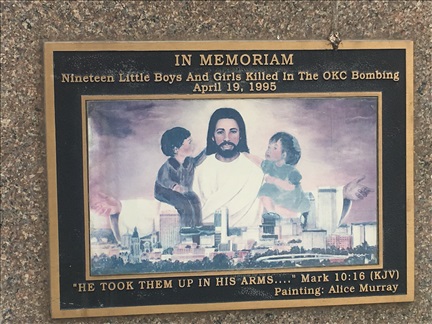 IN MEMORIAM
Nineteen Little Boys And Girls Killed In The OKC Bombing
April 19, 1995
"HE TOOK THEM UP IN HIS ARMS...." Mark 10:16 (KJV)
Painting: Alice Murray